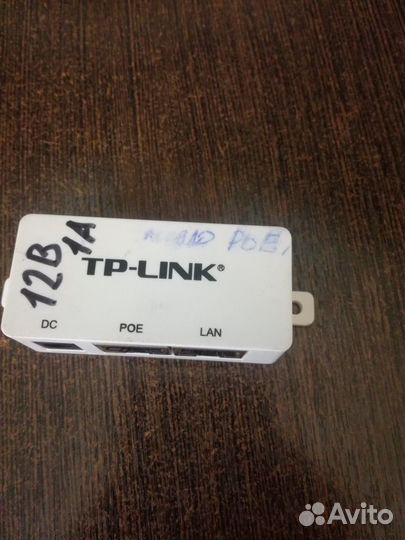 POE,
12В
1А
TP-LINK®
DC POE LAN
Avito